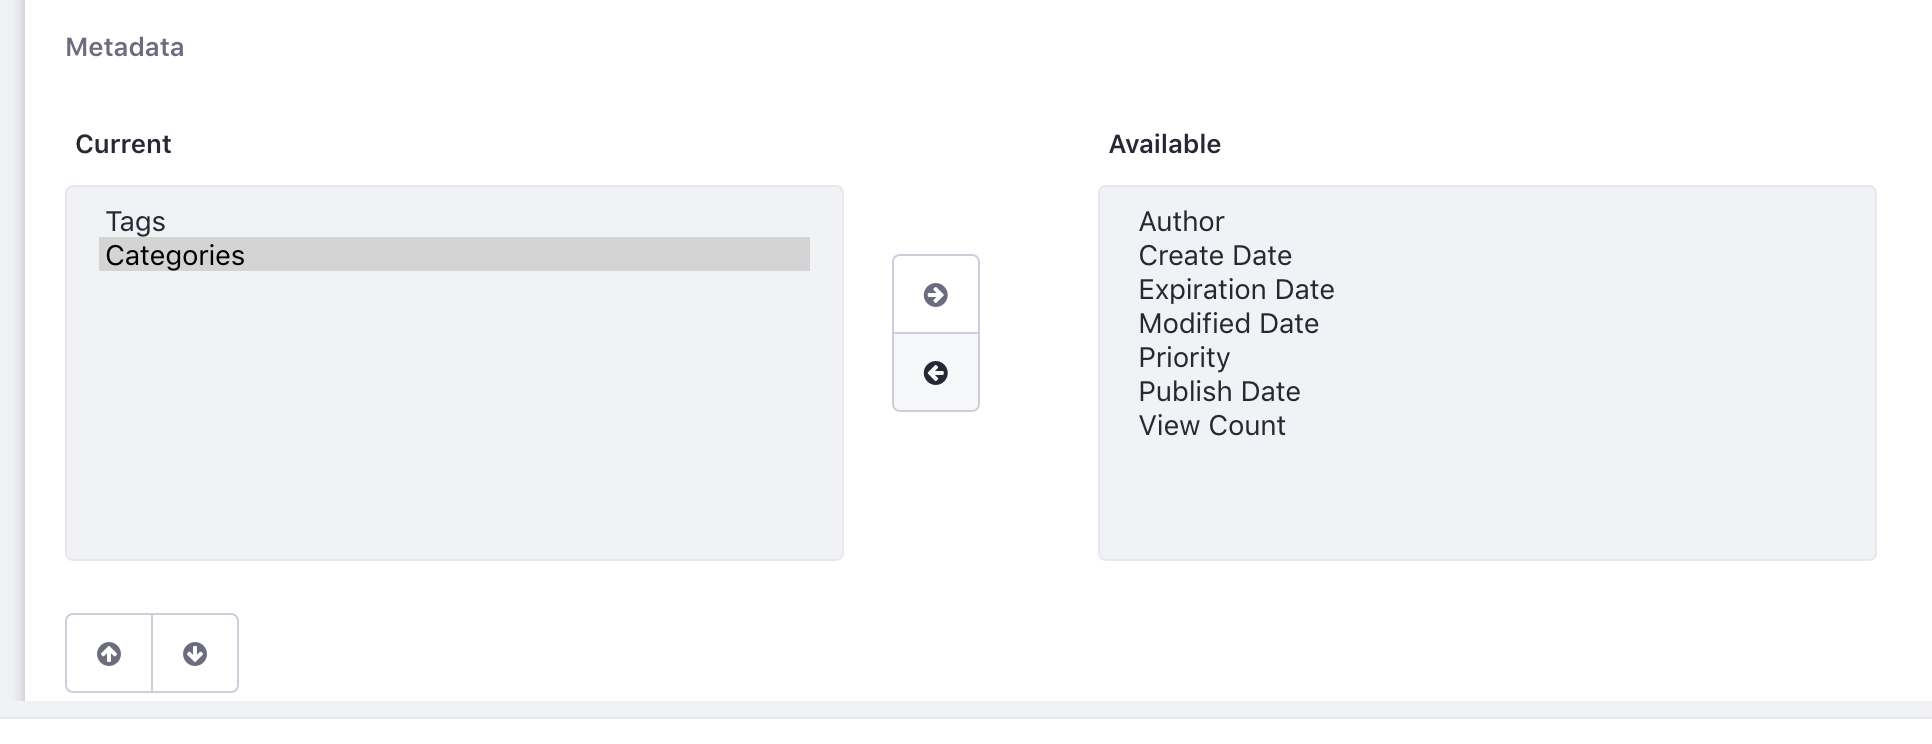 Metadata
Current
Tags
Categories
Available
Author
Create Date
Expiration Date
Modified Date
Priority
Publish Date
View Count